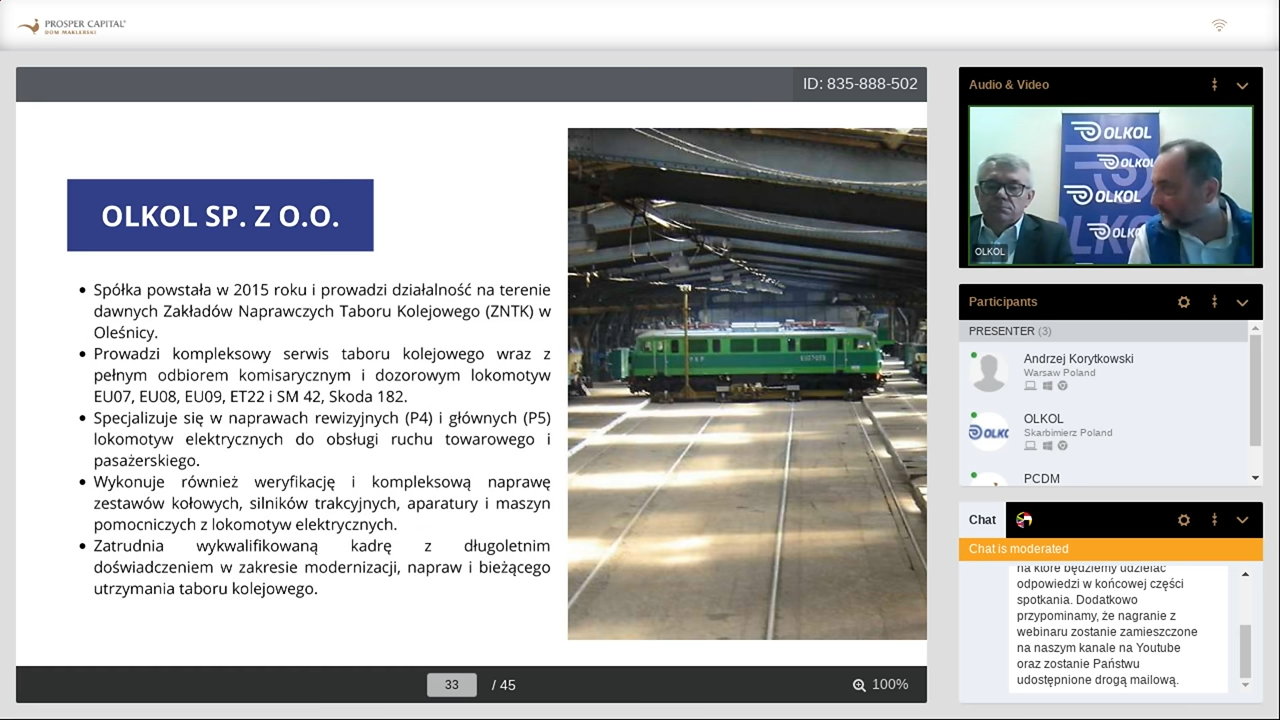 PROSPER CAPITAL
DOM MAKLERSKI
ID: 835-888-502
OLKOL SP. Z O.O.
• Spółka powstała w 2015 roku i prowadzi działalność na terenie
dawnych Zakładów Naprawczych Taboru Kolejowego (ZNTK) w
Oleśnicy.
• Prowadzi kompleksowy serwis taboru kolejowego wraz z
pełnym odbiorem komisarycznym i dozorowym lokomotyw
EU07, EU08, EU09, ET22 i SM 42, Skoda 182.
• Specjalizuje się w naprawach rewizyjnych (P4) i głównych (P5)
lokomotyw elektrycznych do obsługi ruchu towarowego i
pasażerskiego.
• Wykonuje również weryfikację i kompleksową naprawę
zestawów kołowych, silników trakcyjnych, aparatury i maszyn
pomocniczych z lokomotyw elektrycznych.
• Zatrudnia wykwalifikowaną kadrę z długoletnim
doświadczeniem w zakresie modernizacji, napraw i bieżącego
utrzymania taboru kolejowego.
33 / 45
100%
Audio & Video
OLKOL
OLKOL
OLKOL
OLKOL
OLKOL
OLKOL
Participants
PRESENTER (3)
Andrzej Korytkowski
Warsaw Poland
OLKOL
Skarbimierz Poland
PCDM
Chat
Chat is moderated
na które będziemy udzielać
odpowiedzi w końcowej części
spotkania. Dodatkowo
przypominamy, że nagranie z
webinaru zostanie zamieszczone
na naszym kanale na Youtube
oraz zostanie Państwu
udostępnione drogą mailową.